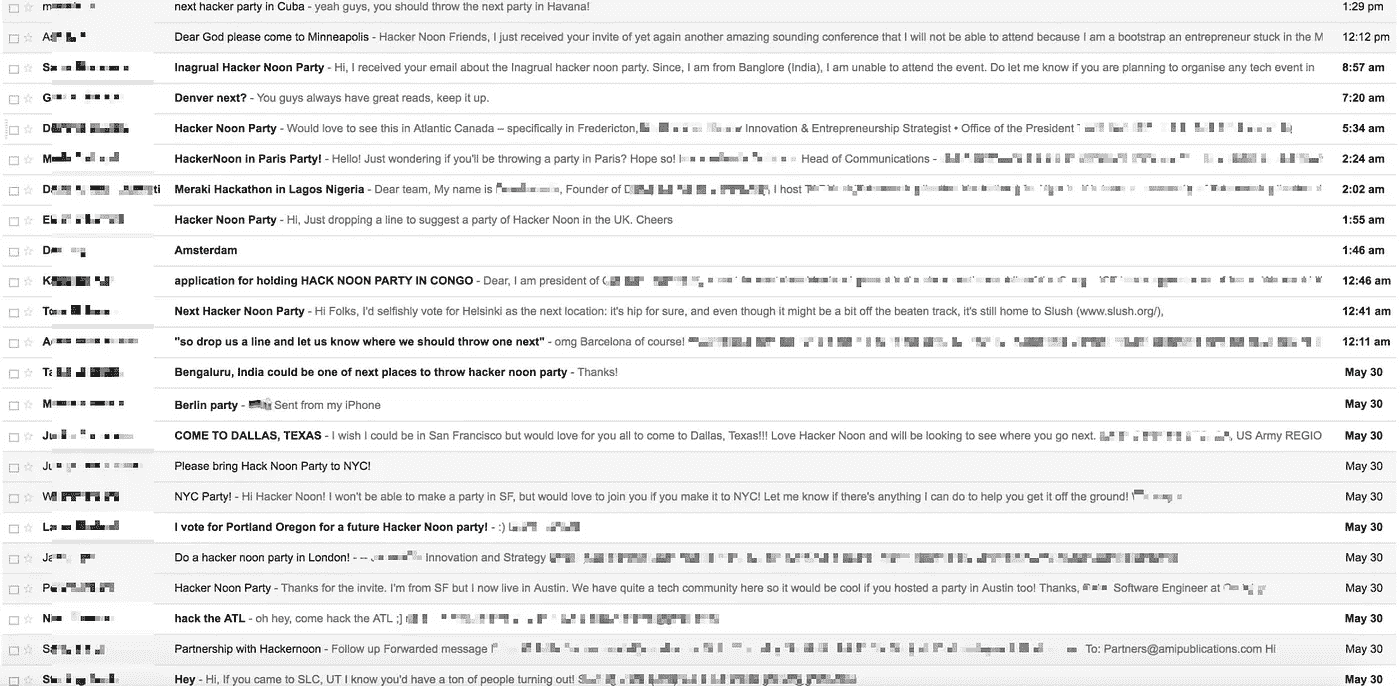 m next hacker party in Cuba - yeah guys, you should throw the next party in Havana! 1:29 pm
A Dear God please come to Minneapolis - Hacker Noon Friends, I just received your invite of yet again another amazing sounding conference that I will not be able to attend because I am a bootstrap an entrepreneur stuck in the M 12:12 pm
S Inagrual Hacker Noon Party - Hi, I received your email about the Inagrual hacker noon party. Since, I am from Banglore (India), I am unable to attend the event. Do let me know if you are planning to organise any tech event in 8:57 am
G Denver next? - You guys always have great reads, keep it up. 7:20 am
D Hacker Noon Party - Would love to see this in Atlantic Canada – specifically in Fredericton, Innovation & Entrepreneurship Strategist • Office of the President 5:34 am
M HackerNoon in Paris Party! - Hello! Just wondering if you'll be throwing a party in Paris? Hope so! Head of Communications - 2:24 am
D ti Meraki Hackathon in Lagos Nigeria - Dear team, My name is , Founder of , I host 2:02 am
E Hacker Noon Party - Hi, Just dropping a line to suggest a party of Hacker Noon in the UK. Cheers 1:55 am
D Amsterdam 1:46 am
K application for holding HACK NOON PARTY IN CONGO - Dear, I am president of 12:46 am
To Next Hacker Noon Party - Hi Folks, I'd selfishly vote for Helsinki as the next location: it's hip for sure, and even though it might be a bit off the beaten track, it's still home to Slush (www.slush.org/), 12:41 am
A "so drop us a line and let us know where we should throw one next" - omg Barcelona of course! 12:11 am
Ta Bengaluru, India could be one of next places to throw hacker noon party - Thanks! May 30
M Berlin party - Sent from my iPhone May 30
Ju COME TO DALLAS, TEXAS - I wish I could be in San Francisco but would love for you all to come to Dallas, Texas!!! Love Hacker Noon and will be looking to see where you go next. , US Army REGIO May 30
Ju Please bring Hack Noon Party to NYC! May 30
W NYC Party! - Hi Hacker Noon! I won't be able to make a party in SF, but would love to join you if you make it to NYC! Let me know if there's anything I can do to help you get it off the ground! May 30
L I vote for Portland Oregon for a future Hacker Noon party! - :) May 30
Ja Do a hacker noon party in London! - -- Innovation and Strategy May 30
P Hacker Noon Party - Thanks for the invite. I'm from SF but I now live in Austin. We have quite a tech community here so it would be cool if you hosted a party in Austin too! Thanks, Software Engineer at May 30
N hack the ATL - oh hey, come hack the ATL ;] May 30
S Partnership with Hackernoon - Follow up Forwarded message To: Partners@amipublications.com Hi May 30
St Hey - Hi, If you came to SLC, UT I know you'd have a ton of people turning out! May 30